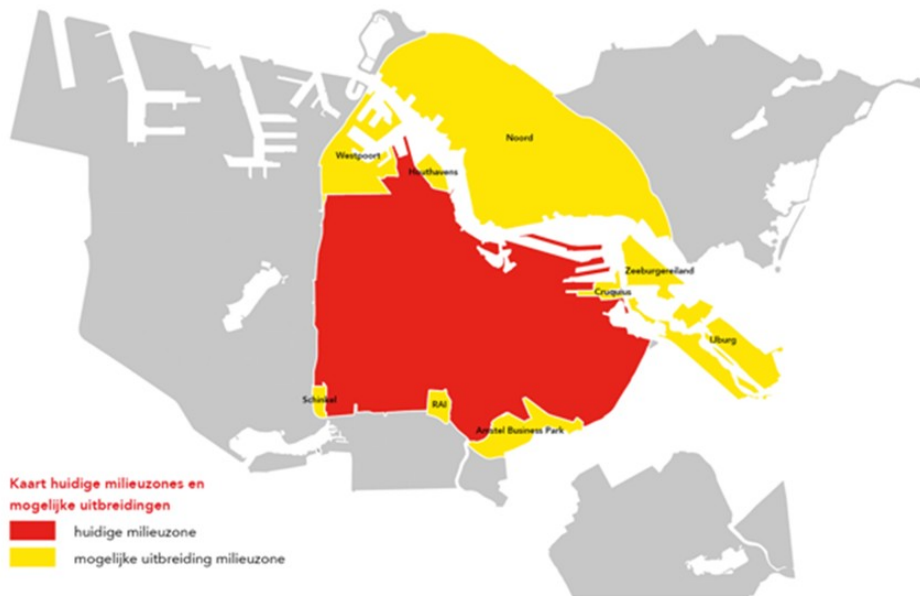 Noord
Westpoort
Houthavens
Zeeburgereiland
Cruquius
IJburg
Schinkel
RAI
Amstel Business Park
Kaart huidige milieuzones en
mogelijke uitbreidingen
huidige milieuzone
mogelijke uitbreiding milieuzone